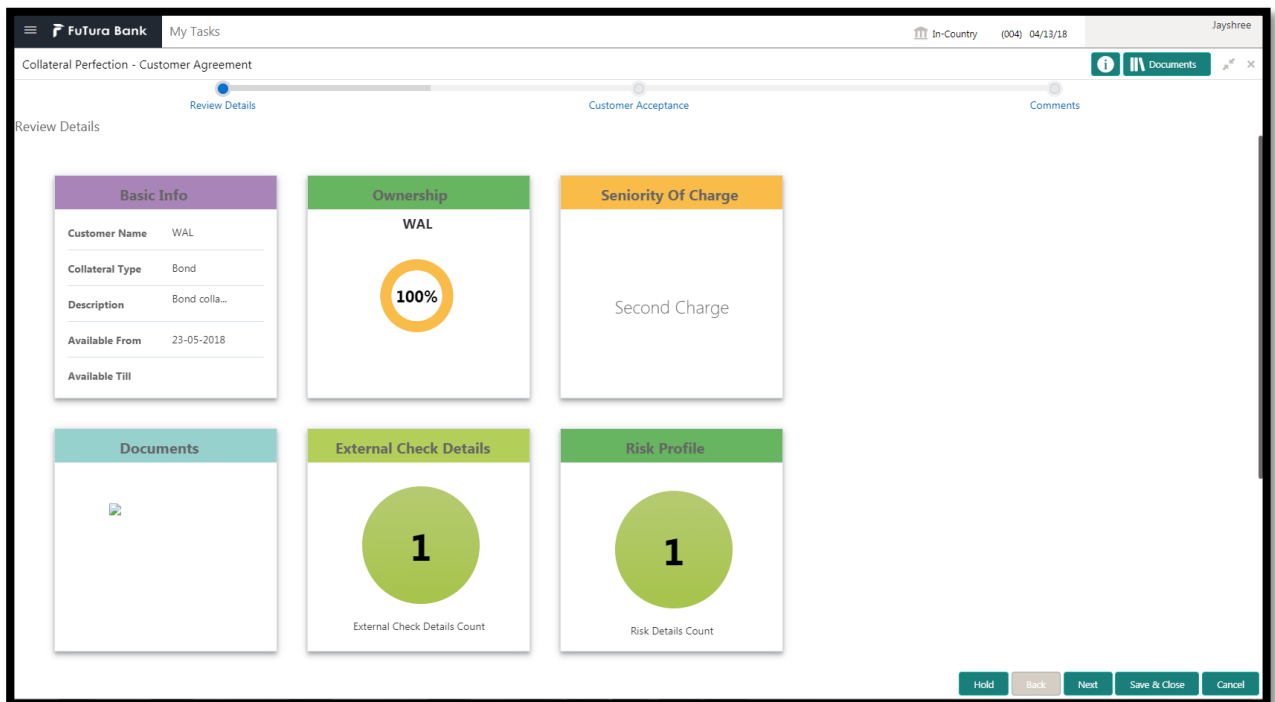 FuTura Bank My Tasks In-Country (004) 04/13/18 Jayshree
Collateral Perfection - Customer Agreement i Documents
Review Details Customer Acceptance Comments
Review Details
Basic Info
Customer Name WAL
Collateral Type Bond
Description Bond colla...
Available From 23-05-2018
Available Till
Ownership
WAL
100%
Seniority Of Charge
Second Charge
Documents
External Check Details
1
External Check Details Count
Risk Profile
1
Risk Details Count
Hold Back Next Save & Close Cancel